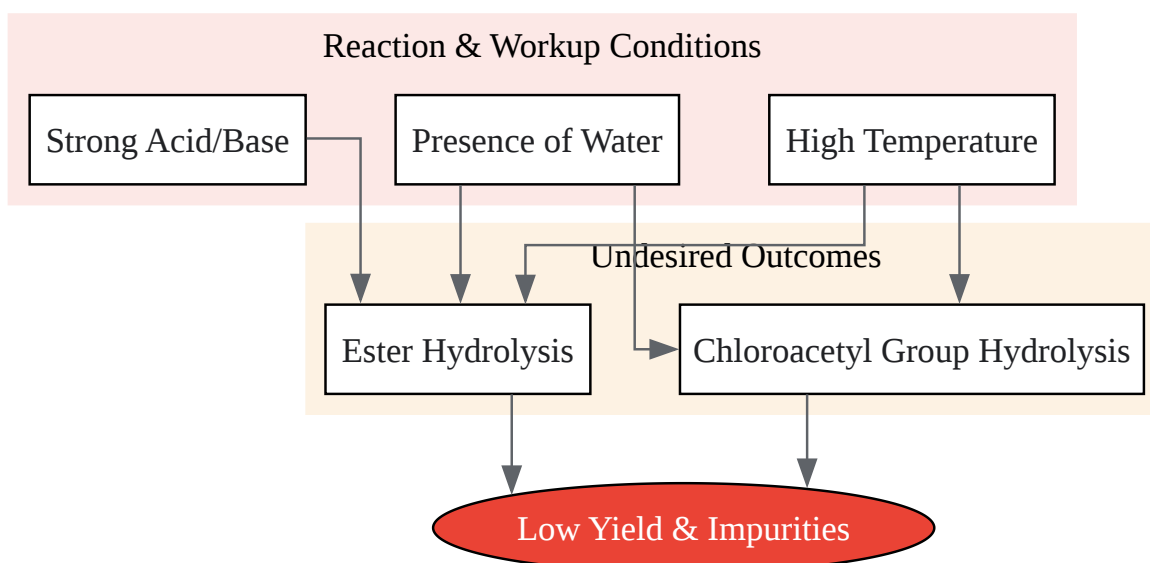 Reaction & Workup Conditions
Strong Acid/Base
Presence of Water
High Temperature
Undesired Outcomes
Ester Hydrolysis
Chloroacetyl Group Hydrolysis
Low Yield & Impurities